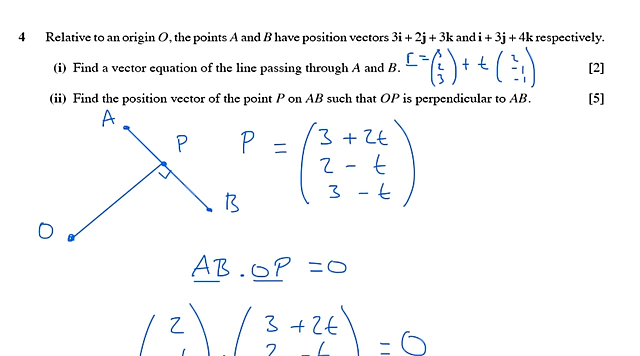 4 Relative to an origin O, the points A and B have position vectors 3i + 2j + 3k and i + 3j + 4k respectively.
(i) Find a vector equation of the line passing through A and B. r = (3 2 3) + t (2 -1 -1) [2]
(ii) Find the position vector of the point P on AB such that OP is perpendicular to AB. [5]
A
P
B
O
P = (3 + 2t
2 - t
3 - t)
AB . OP = 0
(2 . (3 + 2t = 0
2 - t